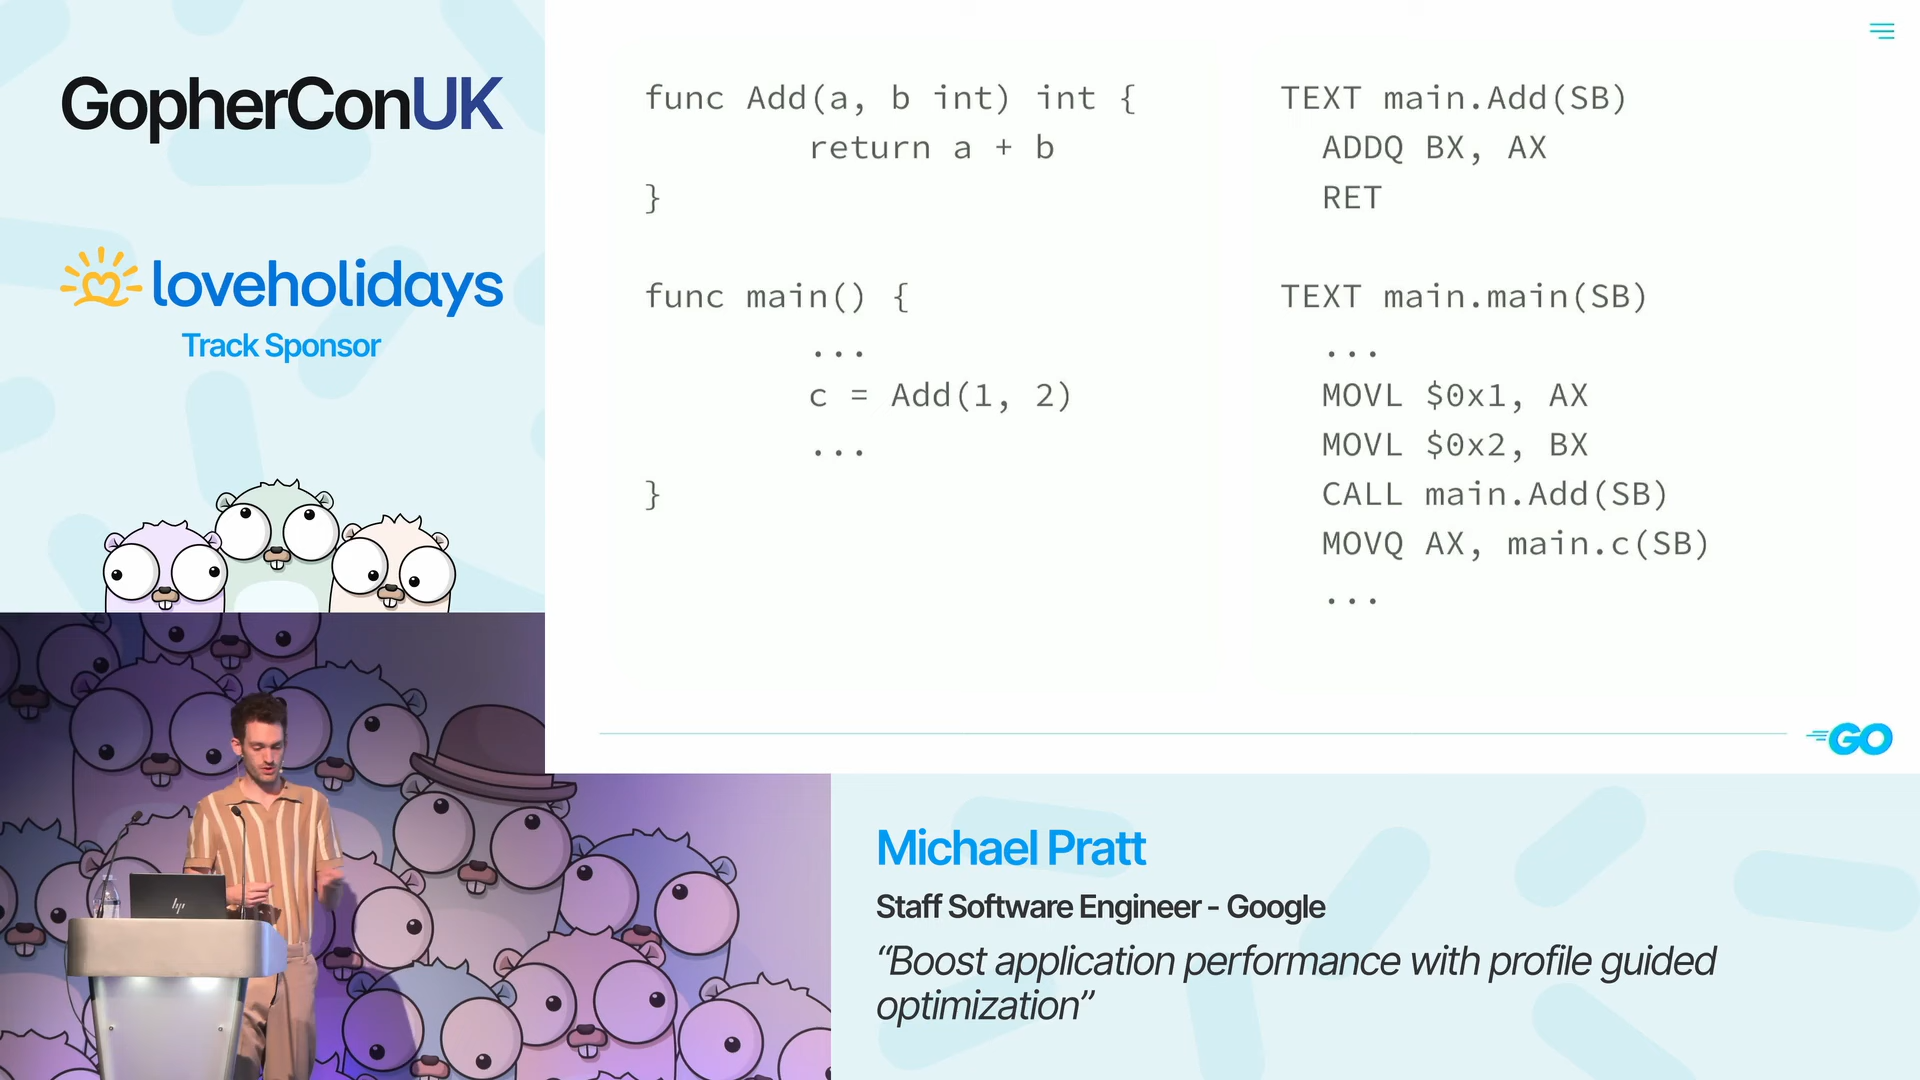 GopherConUK
loveholidays
Track Sponsor
func Add(a, b int) int {
return a + b
}
func main() {
...
c = Add(1, 2)
...
}
TEXT main.Add(SB)
ADDQ BX, AX
RET
TEXT main.main(SB)
...
MOVL $0x1, AX
MOVL $0x2, BX
CALL main.Add(SB)
MOVQ AX, main.c(SB)
...
GO
hp
Michael Pratt
Staff Software Engineer - Google
“Boost application performance with profile guided
optimization”